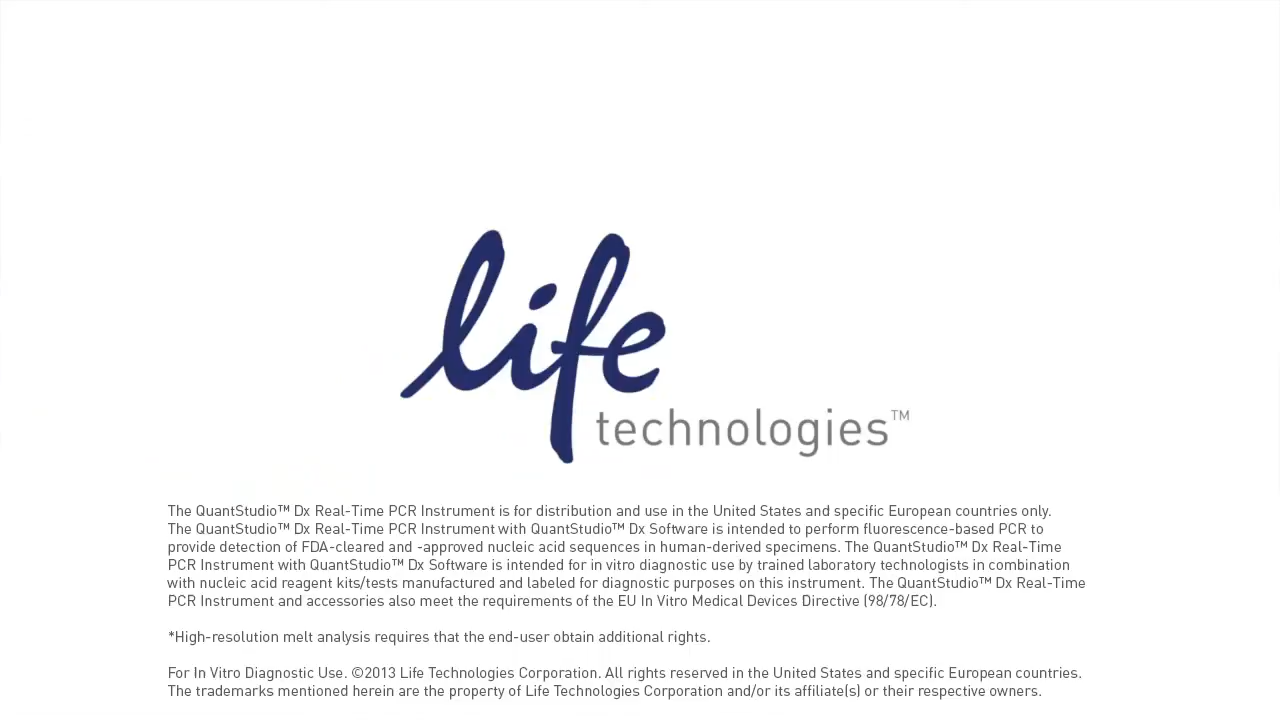 life
technologies™
The QuantStudio™ Dx Real-Time PCR Instrument is for distribution and use in the United States and specific European countries only.
The QuantStudio™ Dx Real-Time PCR Instrument with QuantStudio™ Dx Software is intended to perform fluorescence-based PCR to
provide detection of FDA-cleared and -approved nucleic acid sequences in human-derived specimens. The QuantStudio™ Dx Real-Time
PCR Instrument with QuantStudio™ Dx Software is intended for in vitro diagnostic use by trained laboratory technologists in combination
with nucleic acid reagent kits/tests manufactured and labeled for diagnostic purposes on this instrument. The QuantStudio™ Dx Real-Time
PCR Instrument and accessories also meet the requirements of the EU In Vitro Medical Devices Directive (98/78/EC).
*High-resolution melt analysis requires that the end-user obtain additional rights.
For In Vitro Diagnostic Use. ©2013 Life Technologies Corporation. All rights reserved in the United States and specific European countries.
The trademarks mentioned herein are the property of Life Technologies Corporation and/or its affiliate(s) or their respective owners.